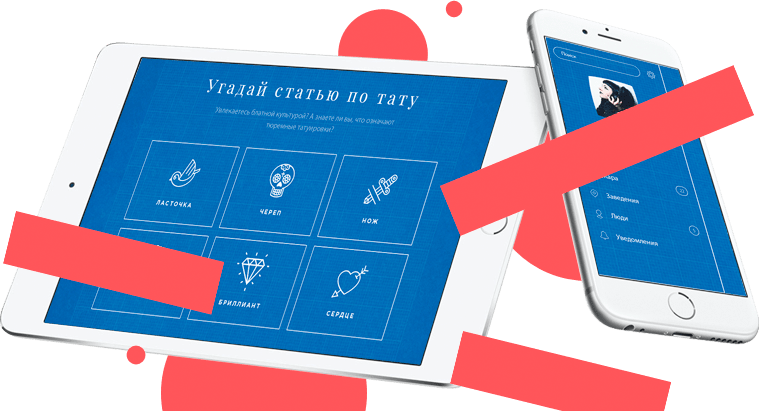 Угадай статью по тату
Увлекаетесь блатной культурой? А знаете ли вы, что означают
тюремные татуировки?
ЛАСТОЧКА
ЧЕРЕП
НОЖ
БРИЛЛИАНТ
СЕРДЦЕ
Поиск
Заведения
Люди
Уведомления